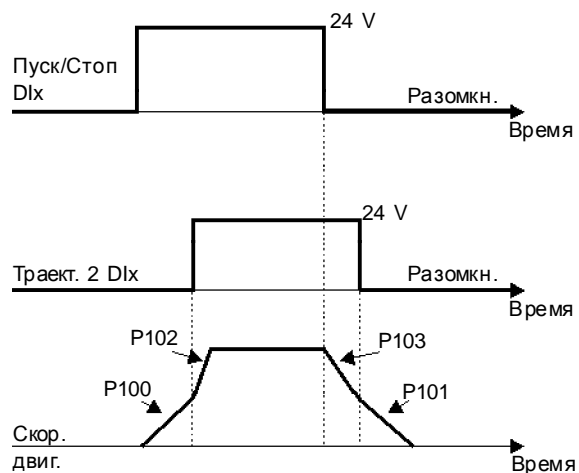 24 V
Пуск/Стоп
DIx
Разомкн.
Время
24 V
Траект. 2 DIx
Разомкн.
Время
P102
P103
P100
P101
Скор.
двиг.
Время